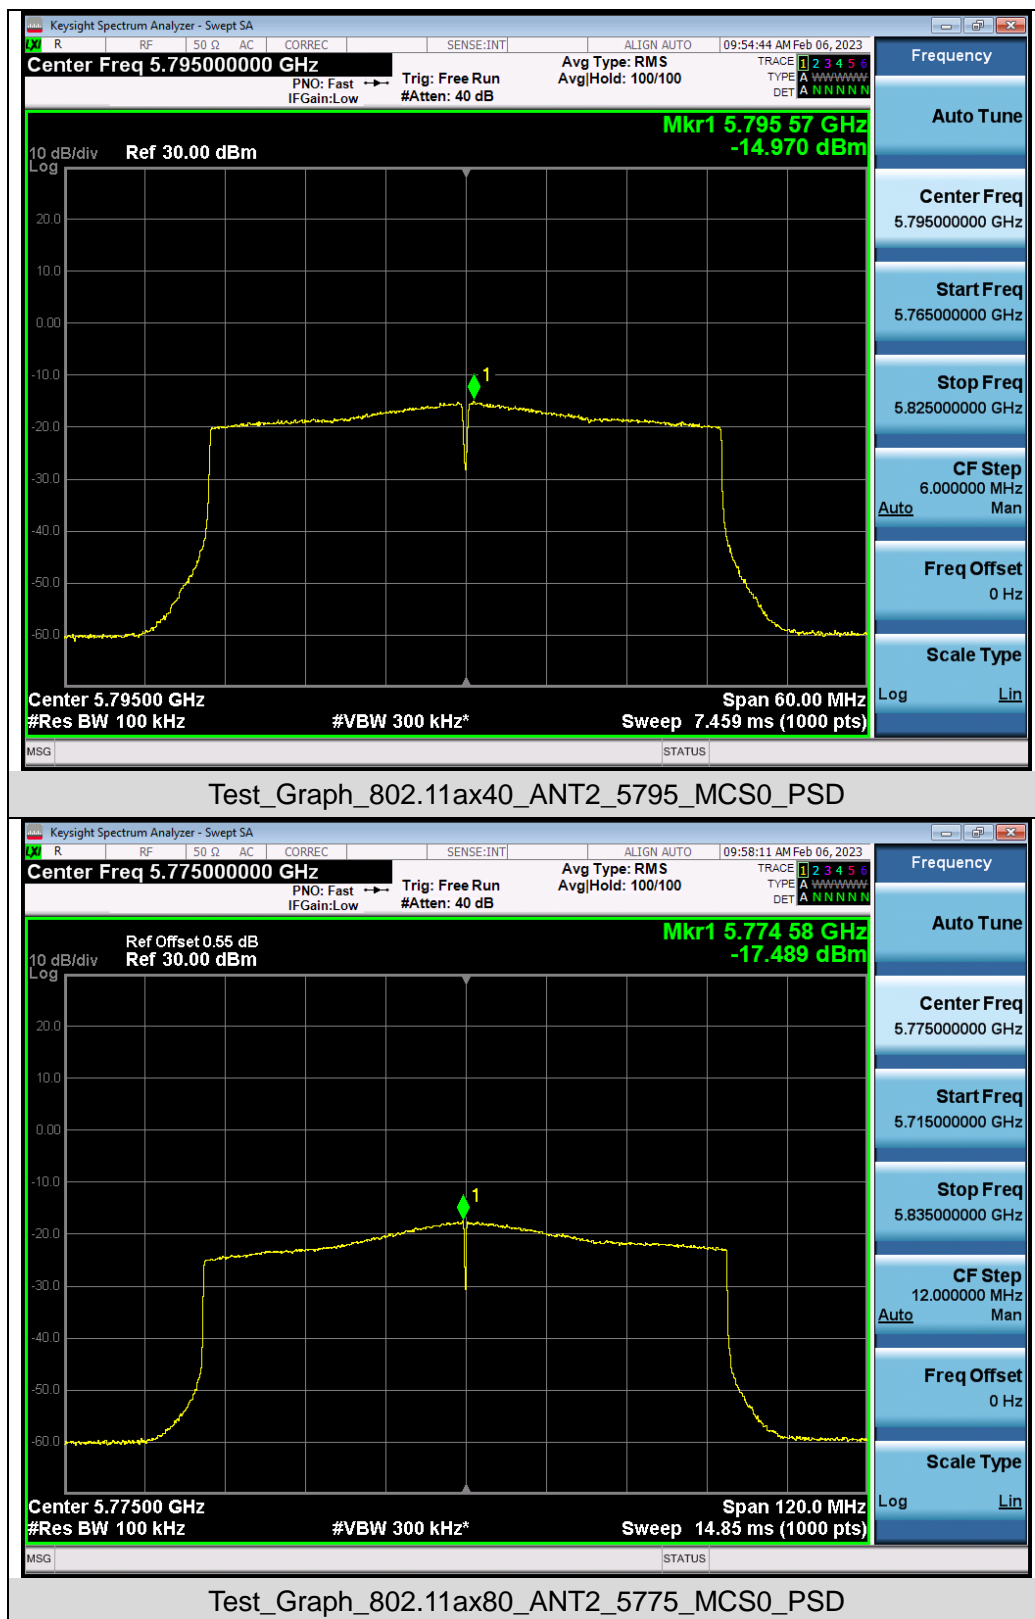 Keysight Spectrum Analyzer - Swept SA
LXI R RF 50 Ω AC CORREC SENSE:INT ALIGN AUTO 09:54:44 AM Feb 06, 2023
Center Freq 5.795000000 GHz
PNO: Fast
IFGain:Low
Trig: Free Run
#Atten: 40 dB
Avg Type: RMS
Avg|Hold: 100/100
TRACE 1 2 3 4 5 6
TYPE A WWWWW
DET A N N N N N
Mkr1 5.795 57 GHz
-14.970 dBm
10 dB/div Ref 30.00 dBm
Log
20.0
10.0
0.00
-10.0
-20.0
-30.0
-40.0
-50.0
-60.0
1
Center 5.79500 GHz Span 60.00 MHz
#Res BW 100 kHz #VBW 300 kHz* Sweep 7.459 ms (1000 pts)
MSG STATUS
Frequency
Auto Tune
Center Freq
5.795000000 GHz
Start Freq
5.765000000 GHz
Stop Freq
5.825000000 GHz
CF Step
6.000000 MHz
Auto Man
Freq Offset
0 Hz
Scale Type
Log Lin
Test_Graph_802.11ax40_ANT2_5795_MCS0_PSD
Keysight Spectrum Analyzer - Swept SA
LXI R RF 50 Ω AC CORREC SENSE:INT ALIGN AUTO 09:58:11 AM Feb 06, 2023
Center Freq 5.775000000 GHz
PNO: Fast
IFGain:Low
Trig: Free Run
#Atten: 40 dB
Avg Type: RMS
Avg|Hold: 100/100
TRACE 1 2 3 4 5 6
TYPE A WWWWW
DET A N N N N N
Mkr1 5.774 58 GHz
-17.489 dBm
Ref Offset 0.55 dB
10 dB/div Ref 30.00 dBm
Log
20.0
10.0
0.00
-10.0
-20.0
-30.0
-40.0
-50.0
-60.0
1
Center 5.77500 GHz Span 120.0 MHz
#Res BW 100 kHz #VBW 300 kHz* Sweep 14.85 ms (1000 pts)
MSG STATUS
Frequency
Auto Tune
Center Freq
5.775000000 GHz
Start Freq
5.715000000 GHz
Stop Freq
5.835000000 GHz
CF Step
12.000000 MHz
Auto Man
Freq Offset
0 Hz
Scale Type
Log Lin
Test_Graph_802.11ax80_ANT2_5775_MCS0_PSD